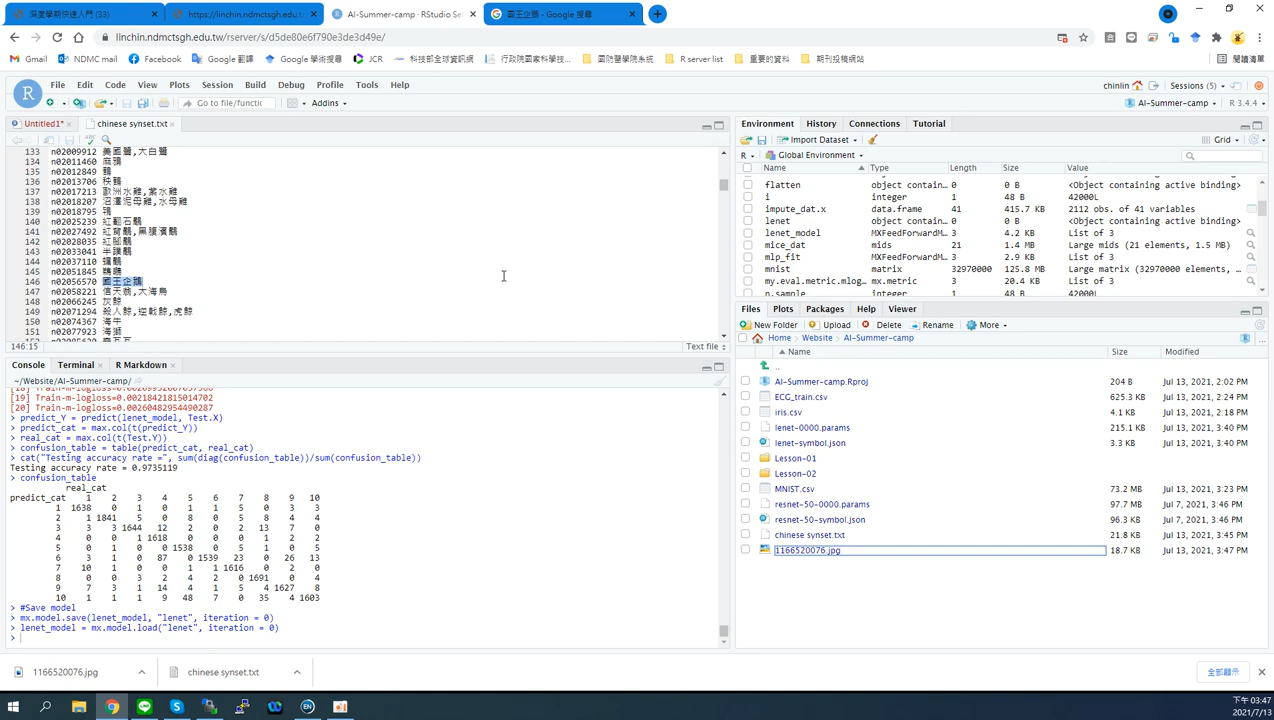 深度學期快速入門 (33)
https://linchin.ndmctsgh.edu.t
AI-Summer-camp - RStudio Se
國王企鵝 - Google 搜尋
linchin.ndmctsgh.edu.tw/rserver/s/d5de80e6f790e3de3d49e/
Gmail
NDMC mail
Facebook
Google 翻譯
Google 學術搜尋
JCR
科技部全球資訊網
行政院國家科學技...
國防醫學院系統
R server list
重要的資料
期刊投稿網站
閱讀清單
File Edit Code View Plots Session Build Debug Profile Tools Help
chinlin
Sessions (5)
Go to file/functic
Addins
AI-Summer-camp
R 3.4.4
Untitled1*
chinese synset.txt
133 n02009912 美國鷺,大白鷺
134 n02011460
135 n02012849 鶴
136 n02013706 秧鶴
137 n02017213 歐洲水雞,紫水雞
138 n02018207 沼澤泥母雞,水母雞
139 n02018795 鴇
140 n02025239 紅翻石鷸
141 n02027492 紅背鷸,黑腹濱鷸
142 n02028035 紅腳鷸
143 n02033041 半蹼鷸
144 n02037110 蠣鷸
145 n02051845 鵜鶘
146 n02056570 國王企鵝
147 n02058221 信天翁,大海鳥
148 n02066245 灰鯨
149 n02071294 殺人鯨,逆戟鯨,虎鯨
150 n02074367 海牛
151 n02077923 海獅
146:15
Text file
Console
Terminal
R Markdown
~/Website/AI-Summer-camp/
[18] Train-m-logloss=0.00269952667057566
[19] Train-m-logloss=0.00218421815014702
[20] Train-m-logloss=0.00260482954490287
> predict_Y = predict(lenet_model, Test.X)
> predict_cat = max.col(t(predict_Y))
> real_cat = max.col(t(Test.Y))
> confusion_table = table(predict_cat, real_cat)
> cat("Testing accuracy rate =", sum(diag(confusion_table))/sum(confusion_table))
Testing accuracy rate = 0.9735119
> confusion_table
real_cat
predict_cat 1 2 3 4 5 6 7 8 9 10
1 1638 0 1 0 1 1 5 0 3 3
2 1 1841 5 0 8 0 5 8 4 4
3 3 3 1644 12 2 0 2 13 7 0
4 0 0 1 1618 0 0 0 1 2 2
5 0 1 0 0 1538 0 5 1 0 5
6 3 1 0 87 0 1539 23 0 26 13
7 10 1 0 0 1 1 1616 0 2 0
8 0 0 3 2 4 2 0 1691 0 4
9 7 3 1 14 4 1 5 4 1627 8
10 1 1 1 9 48 7 0 35 4 1603
> #Save model
> mx.model.save(lenet_model, "lenet", iteration = 0)
> lenet_model = mx.model.load("lenet", iteration = 0)
>
Environment
History
Connections
Tutorial
Import Dataset
Grid
R
Global Environment
Name Type Length Size Value
flatten object contain… 0 0 B <Object containing active binding>
i integer 1 48 B 42000L
impute_dat.x data.frame 41 415.7 KB 2112 obs. of 41 variables
lenet object contain… 0 0 B <Object containing active binding>
lenet_model MXFeedForwardM… 3 4.2 KB List of 3
mice_dat mids 21 1.4 MB Large mids (21 elements, 1.5 MB)
mlp_fit MXFeedForwardM… 3 2.9 KB List of 3
mnist matrix 32970000 125.8 MB Large matrix (32970000 elements,
my.eval.metric.mlog… mx.metric 3 20.4 KB List of 3
n.sample integer 1 48 B 42000L
Files
Plots
Packages
Help
Viewer
New Folder
Upload
Delete
Rename
More
Home
Website
AI-Summer-camp
...
Name Size Modified
..
AI-Summer-camp.Rproj 204 B Jul 13, 2021, 2:02 PM
ECG_train.csv 625.3 KB Jul 13, 2021, 2:24 PM
iris.csv 4.1 KB Jul 13, 2021, 2:18 PM
lenet-0000.params 215.1 KB Jul 13, 2021, 3:40 PM
lenet-symbol.json 3.3 KB Jul 13, 2021, 3:40 PM
Lesson-01
Lesson-02
MNIST.csv 73.2 MB Jul 13, 2021, 3:23 PM
resnet-50-0000.params 97.7 MB Jul 7, 2021, 3:46 PM
resnet-50-symbol.json 96.3 KB Jul 7, 2021, 3:46 PM
chinese synset.txt 21.8 KB Jul 13, 2021, 3:45 PM
1166520076.jpg 18.7 KB Jul 13, 2021, 3:47 PM
1166520076.jpg
chinese synset.txt
全部顯示
EN
下午 03:47
2021/7/13